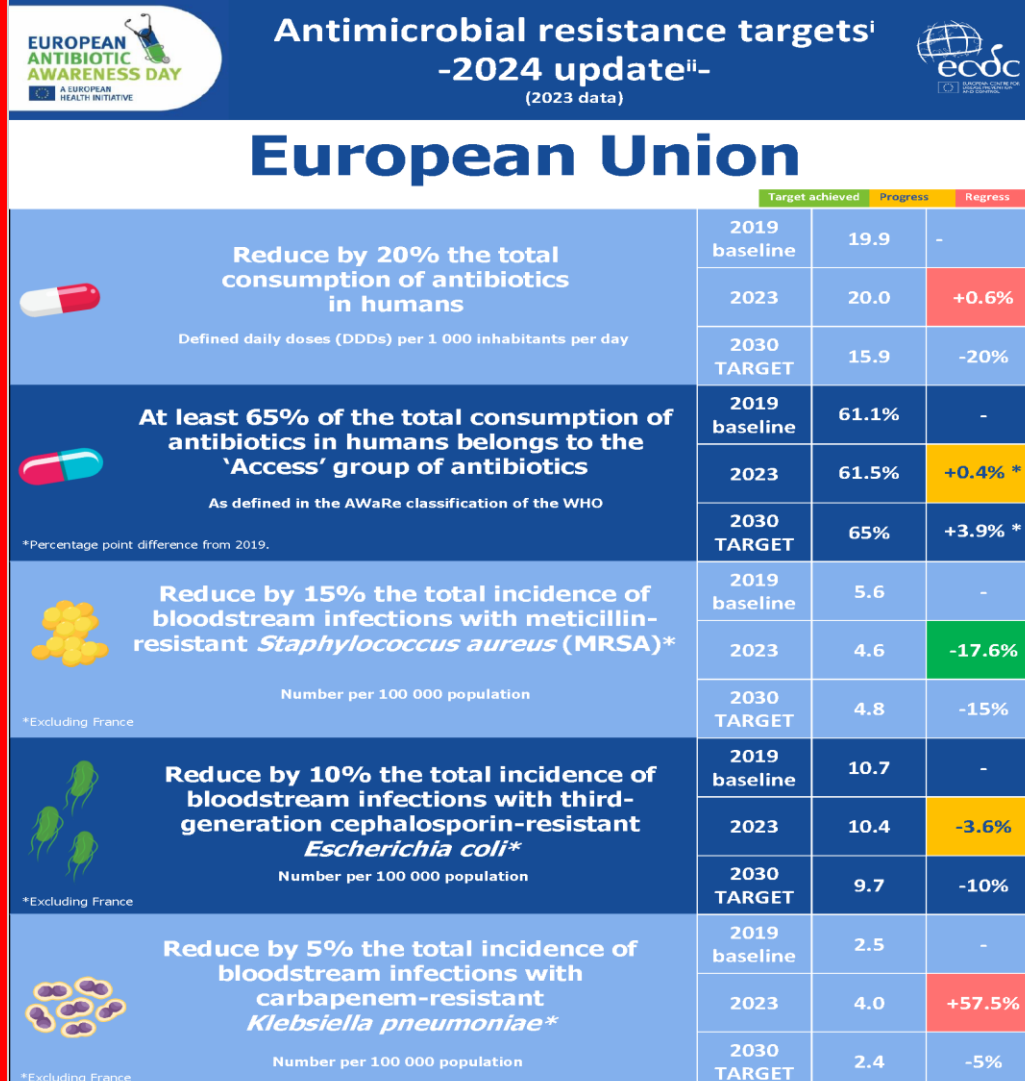 EUROPEAN
ANTIBIOTIC
AWARENESS DAY
A EUROPEAN
HEALTH INITIATIVE
Antimicrobial resistance targetsⁱ
-2024 updateⁱⁱ-
(2023 data)
ecdc
EUROPEAN CENTRE FOR
DISEASE PREVENTION
AND CONTROL
European Union
Target achieved Progress Regress
Reduce by 20% the total
consumption of antibiotics
in humans
Defined daily doses (DDDs) per 1 000 inhabitants per day
2019
baseline
19.9
-
2023
20.0
+0.6%
2030
TARGET
15.9
-20%
At least 65% of the total consumption of
antibiotics in humans belongs to the
‘Access’ group of antibiotics
As defined in the AWaRe classification of the WHO
*Percentage point difference from 2019.
2019
baseline
61.1%
-
2023
61.5%
+0.4% *
2030
TARGET
65%
+3.9% *
Reduce by 15% the total incidence of
bloodstream infections with meticillin-
resistant Staphylococcus aureus (MRSA)*
Number per 100 000 population
*Excluding France
2019
baseline
5.6
-
2023
4.6
-17.6%
2030
TARGET
4.8
-15%
Reduce by 10% the total incidence of
bloodstream infections with third-
generation cephalosporin-resistant
Escherichia coli*
Number per 100 000 population
*Excluding France
2019
baseline
10.7
-
2023
10.4
-3.6%
2030
TARGET
9.7
-10%
Reduce by 5% the total incidence of
bloodstream infections with
carbapenem-resistant
Klebsiella pneumoniae*
Number per 100 000 population
*Excluding France
2019
baseline
2.5
-
2023
4.0
+57.5%
2030
TARGET
2.4
-5%